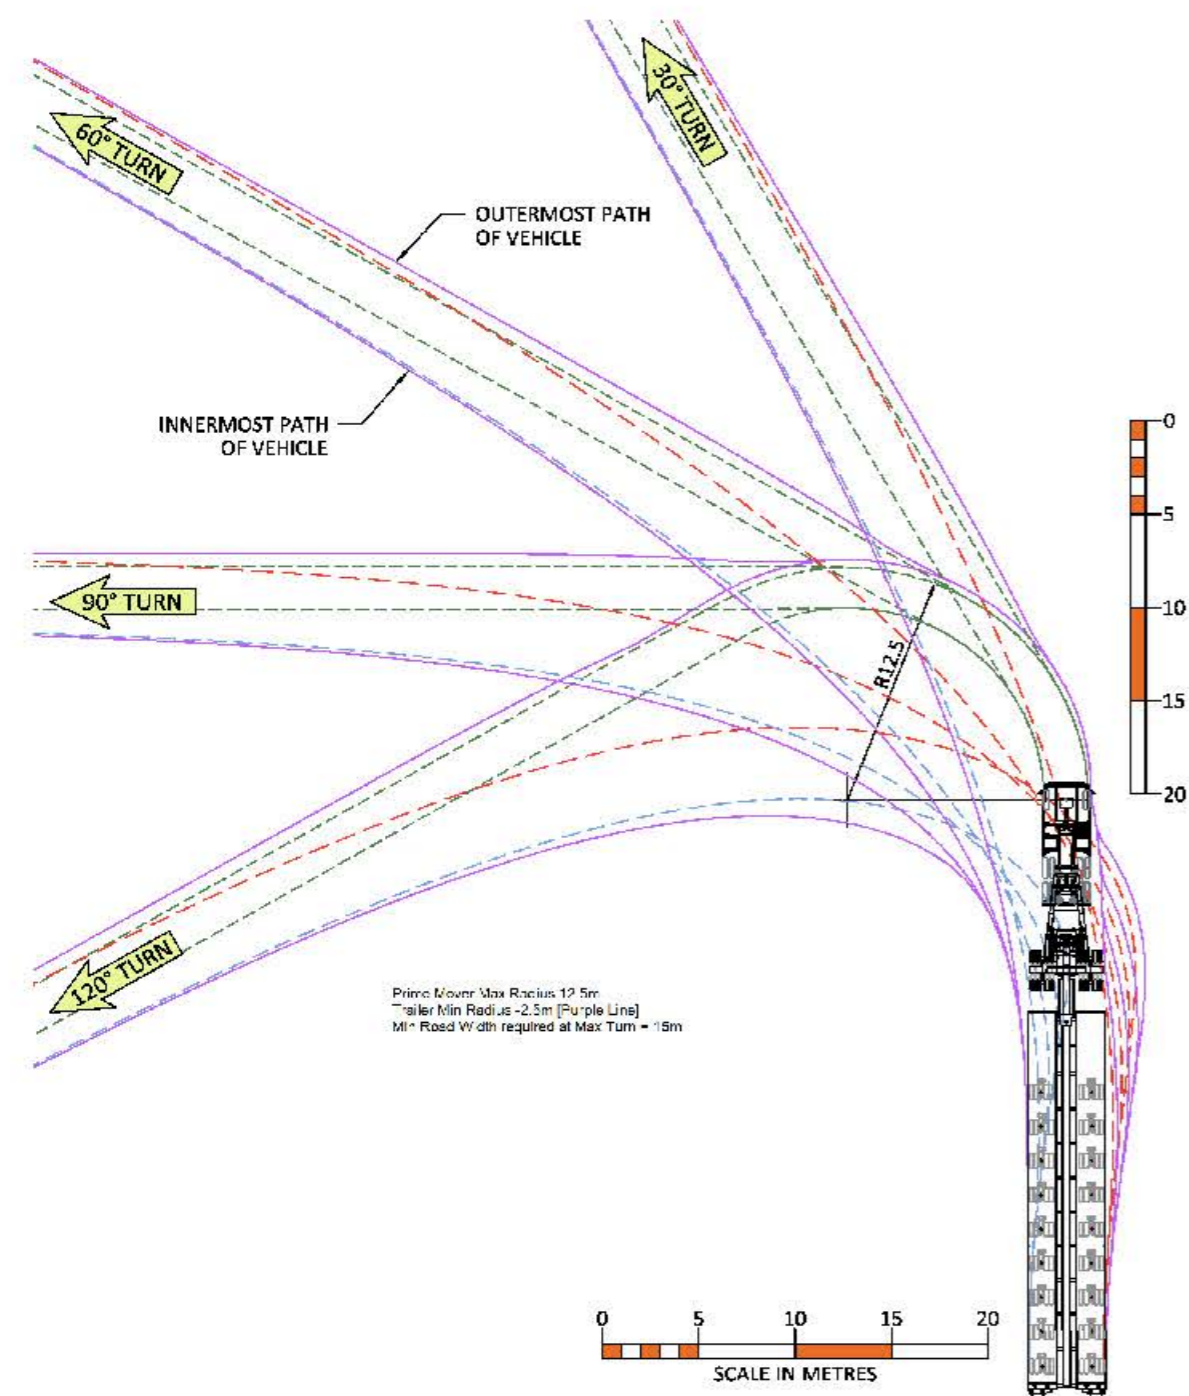 30° TURN
60° TURN
OUTERMOST PATH
OF VEHICLE
INNERMOST PATH
OF VEHICLE
0
5
10
15
20
90° TURN
R12.5
120° TURN
Prime Mover Max Radius 12.5m
Trailer Min Radius -2.5m [Purple Line]
Min Road Width required at Max Turn = 15m
0 5 10 15 20
SCALE IN METRES